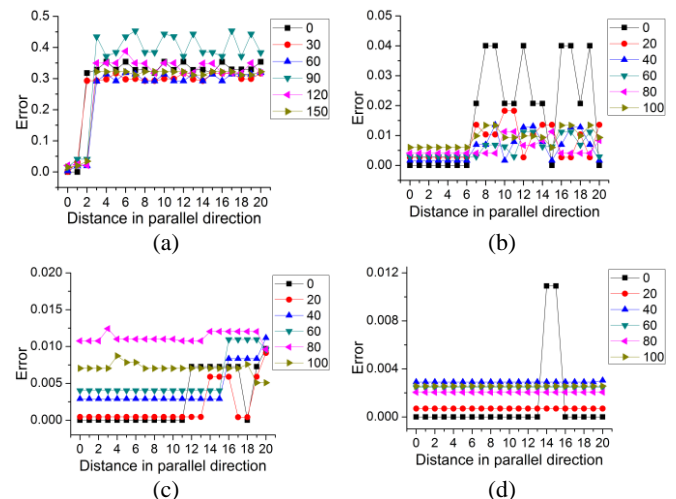 0.5
0.4
0.3
0.2
0.1
0.0
Error
0 2 4 6 8 10 12 14 16 18 20
Distance in parallel direction
0
30
60
90
120
150
(a)
0.05
0.04
0.03
0.02
0.01
0.00
Error
0 2 4 6 8 10 12 14 16 18 20
Distance in parallel direction
0
20
40
60
80
100
(b)
0.020
0.015
0.010
0.005
0.000
Error
0 2 4 6 8 10 12 14 16 18 20
Distance in parallel direction
0
20
40
60
80
100
(c)
0.012
0.008
0.004
0.000
Error
0 2 4 6 8 10 12 14 16 18 20
Distance in parallel direction
0
20
40
60
80
100
(d)